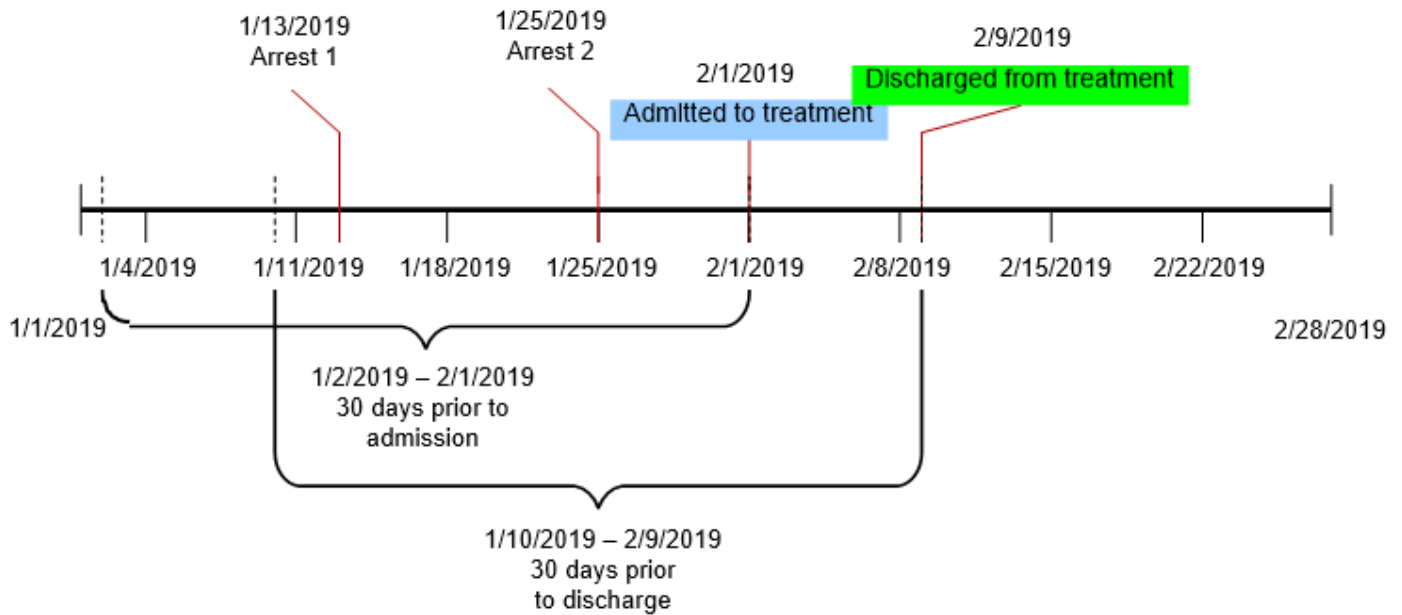 1/13/2019
Arrest 1
1/25/2019
Arrest 2
2/1/2019
Admitted to treatment
2/9/2019
Discharged from treatment
1/4/2019
1/11/2019
1/18/2019
1/25/2019
2/1/2019
2/8/2019
2/15/2019
2/22/2019
1/1/2019
2/28/2019
1/2/2019 – 2/1/2019
30 days prior to
admission
1/10/2019 – 2/9/2019
30 days prior
to discharge